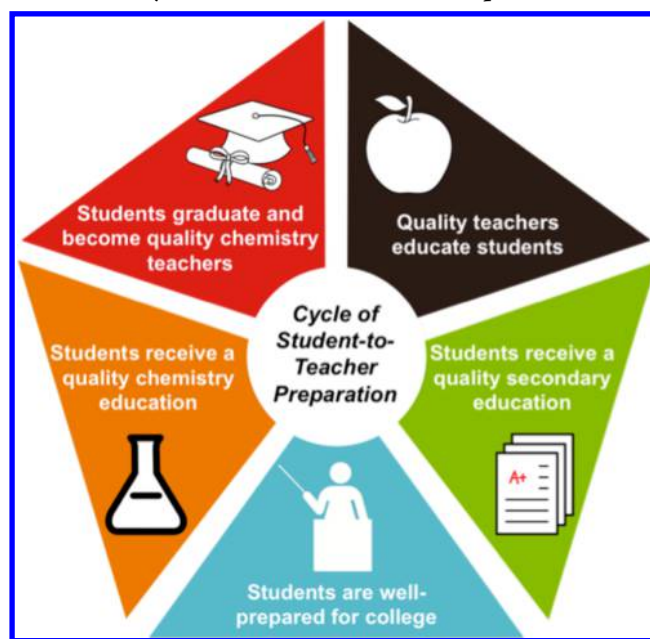 Students graduate and
become quality chemistry
teachers
Quality teachers
educate students
Cycle of
Student-to-
Teacher
Preparation
Students receive a
quality chemistry
education
Students receive a
quality secondary
education
A+
Students are well-
prepared for college